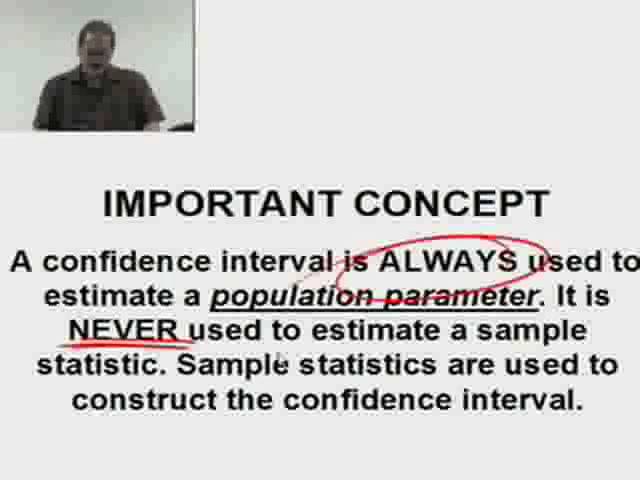 IMPORTANT CONCEPT
A confidence interval is ALWAYS used to
estimate a population parameter. It is
NEVER used to estimate a sample
statistic. Sample statistics are used to
construct the confidence interval.